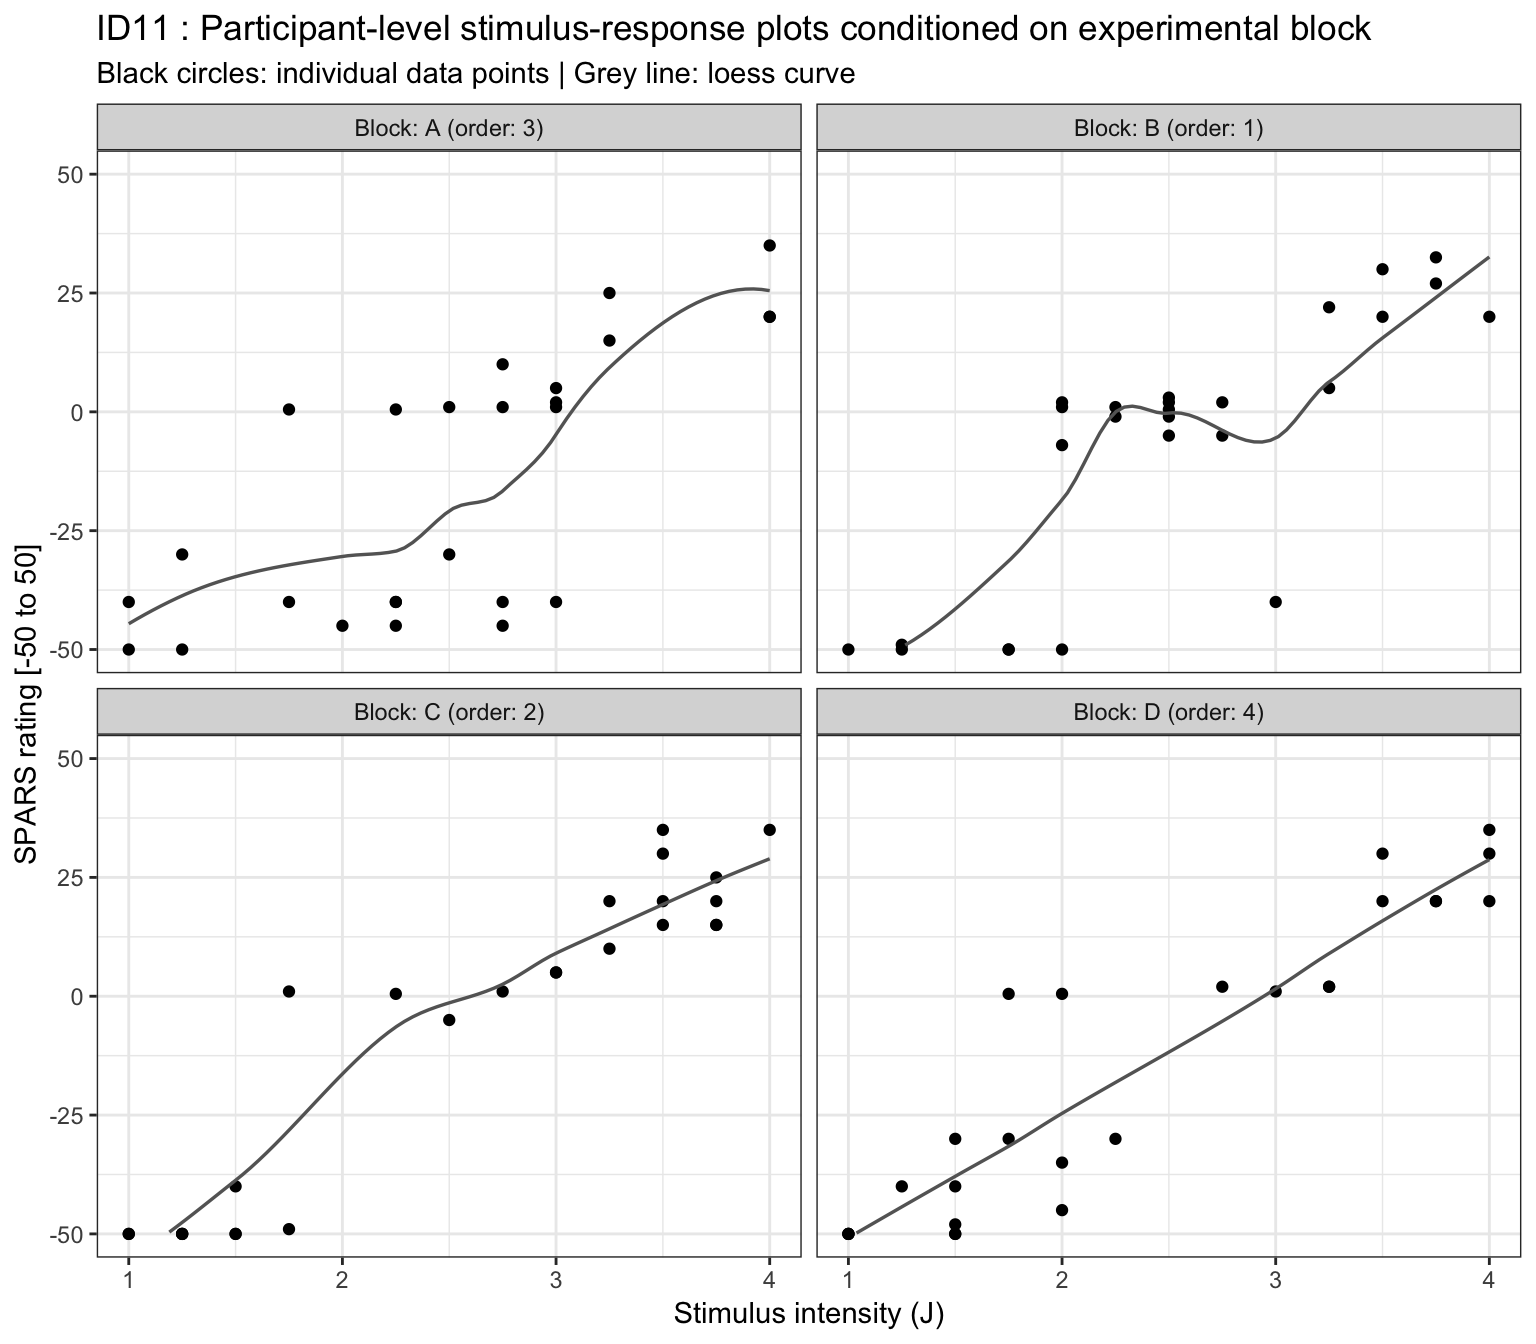 ID11 : Participant-level stimulus-response plots conditioned on experimental block
Black circles: individual data points | Grey line: loess curve
Block: A (order: 3)
Block: B (order: 1)
50
25
0
-25
-50
Block: C (order: 2)
Block: D (order: 4)
50
25
0
-25
-50
SPARS rating [-50 to 50]
1 2 3 4
1 2 3 4
Stimulus intensity (J)